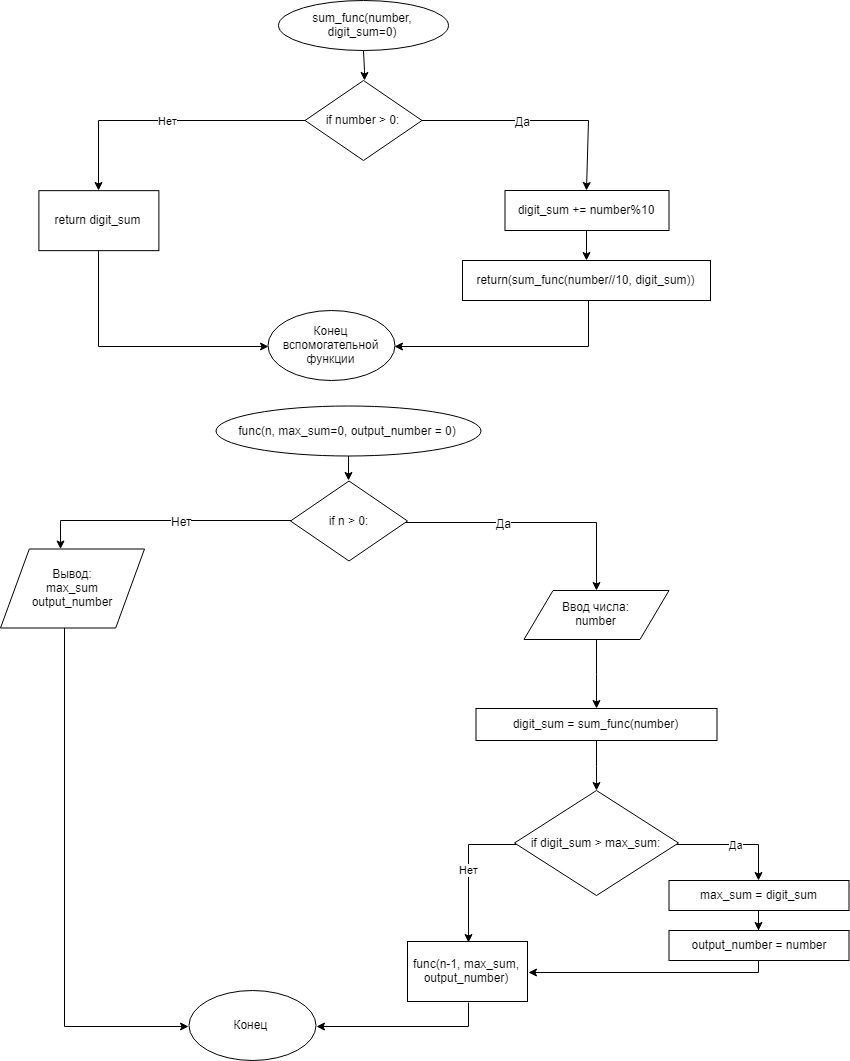 sum_func(number,
digit_sum=0)
if number > 0:
Нет
Да
return digit_sum
digit_sum += number%10
return(sum_func(number//10, digit_sum))
Конец
вспомогательной
функции
func(n, max_sum=0, output_number = 0)
if n > 0:
Нет
Да
Вывод:
max_sum
output_number
Ввод числа:
number
digit_sum = sum_func(number)
if digit_sum > max_sum:
Да
Нет
max_sum = digit_sum
output_number = number
func(n-1, max_sum,
output_number)
Конец